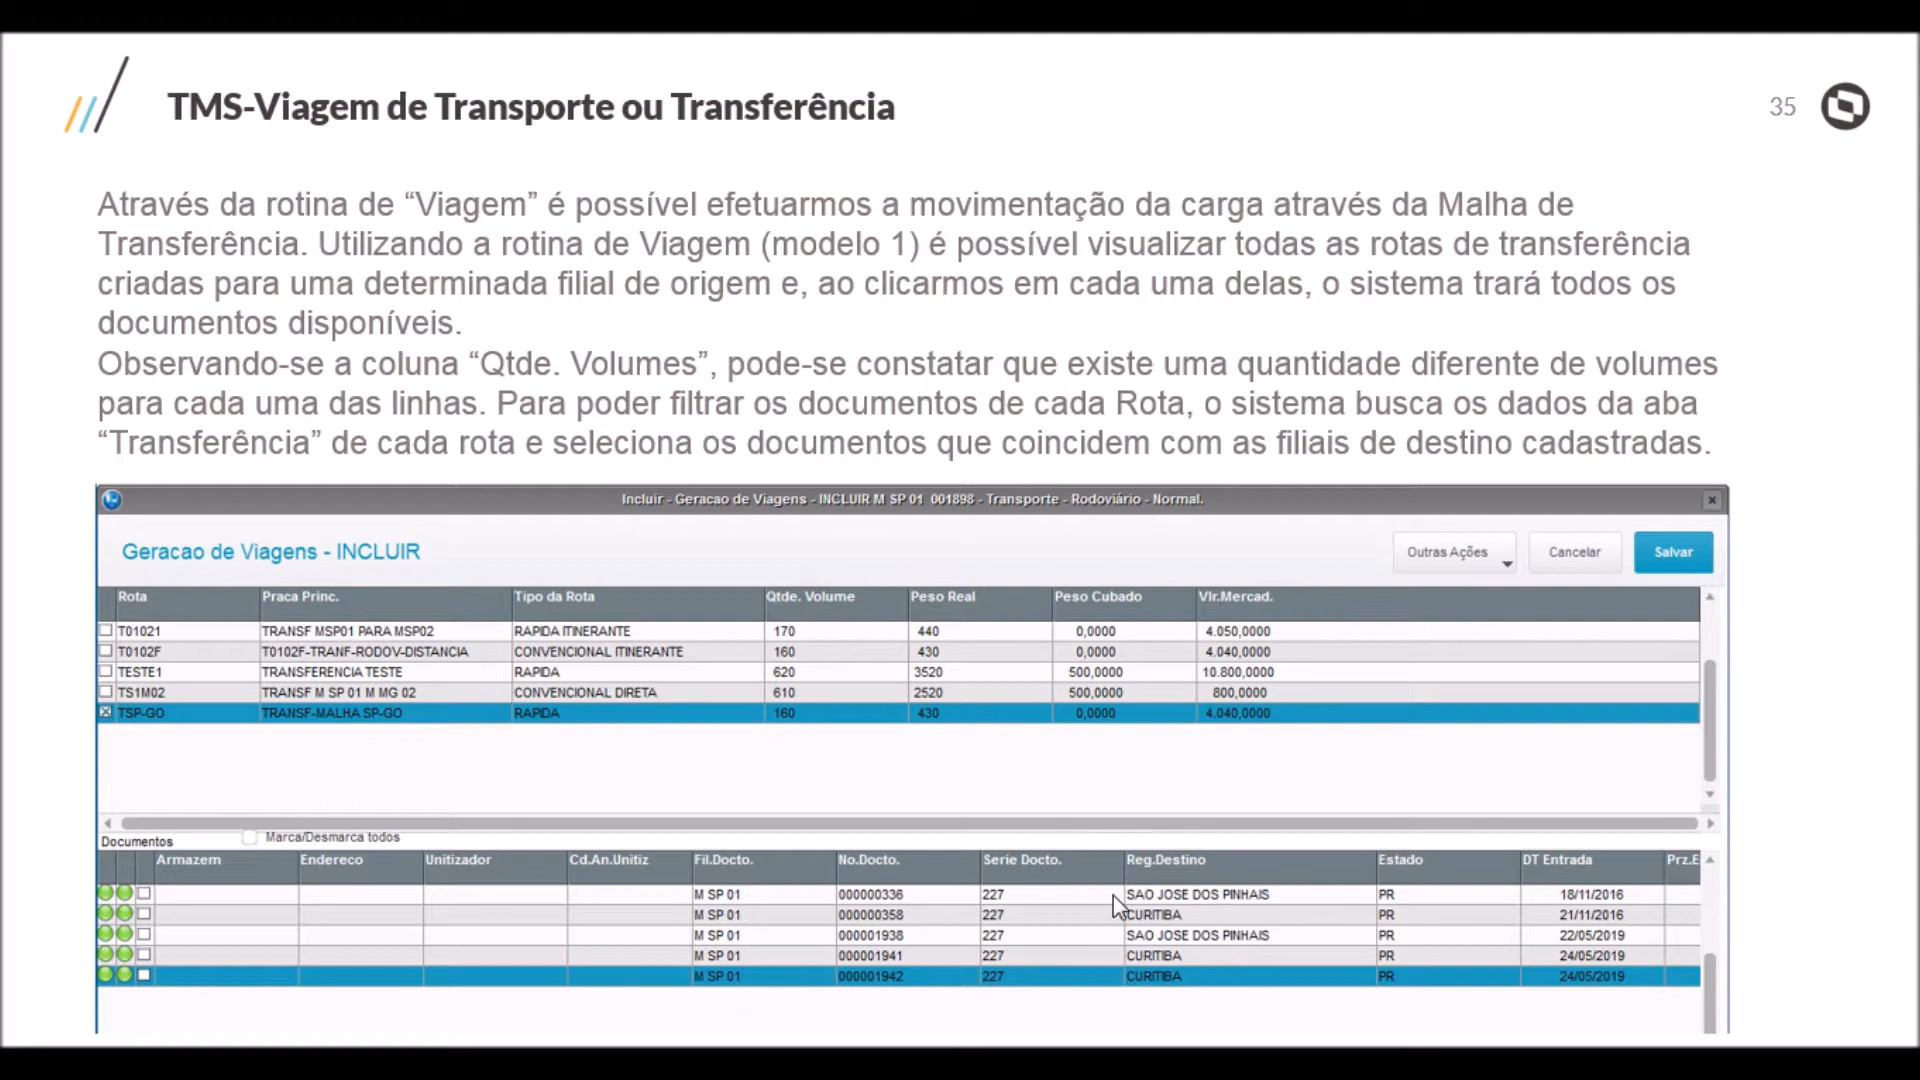 TMS-Viagem de Transporte ou Transferência
35
Através da rotina de “Viagem” é possível efetuarmos a movimentação da carga através da Malha de
Transferência. Utilizando a rotina de Viagem (modelo 1) é possível visualizar todas as rotas de transferência
criadas para uma determinada filial de origem e, ao clicarmos em cada uma delas, o sistema trará todos os
documentos disponíveis.
Observando-se a coluna “Qtde. Volumes”, pode-se constatar que existe uma quantidade diferente de volumes
para cada uma das linhas. Para poder filtrar os documentos de cada Rota, o sistema busca os dados da aba
“Transferência” de cada rota e seleciona os documentos que coincidem com as filiais de destino cadastradas.
Incluir - Geracao de Viagens - INCLUIR M SP 01 001898 - Transporte - Rodoviário - Normal.
Geracao de Viagens - INCLUIR Outras Ações Cancelar Salvar
Rota Praca Princ. Tipo da Rota Qtde. Volume Peso Real Peso Cubado Vlr.Mercad.
T01021 TRANSF MSP01 PARA MSP02 RAPIDA ITINERANTE 170 440 0,0000 4.050,0000
T0102F T0102F-TRANF-RODOV-DISTANCIA CONVENCIONAL ITINERANTE 160 430 0,0000 4.040,0000
TESTE1 TRANSFERENCIA TESTE RAPIDA 620 3520 500,0000 10.800,0000
TS1M02 TRANSF M SP 01 M MG 02 CONVENCIONAL DIRETA 610 2520 500,0000 800,0000
TSP-GO TRANSF-MALHA SP-GO RAPIDA 160 430 0,0000 4.040,0000
Documentos Marca/Desmarca todos
Armazem Endereco Unitizador Cd.An.Unitiz Fil.Docto. No.Docto. Serie Docto. Reg.Destino Estado DT Entrada Prz.E
M SP 01 000000336 227 SAO JOSE DOS PINHAIS PR 18/11/2016
M SP 01 000000358 227 CURITIBA PR 21/11/2016
M SP 01 000001938 227 SAO JOSE DOS PINHAIS PR 22/05/2019
M SP 01 000001941 227 CURITIBA PR 24/05/2019
M SP 01 000001942 227 CURITIBA PR 24/05/2019